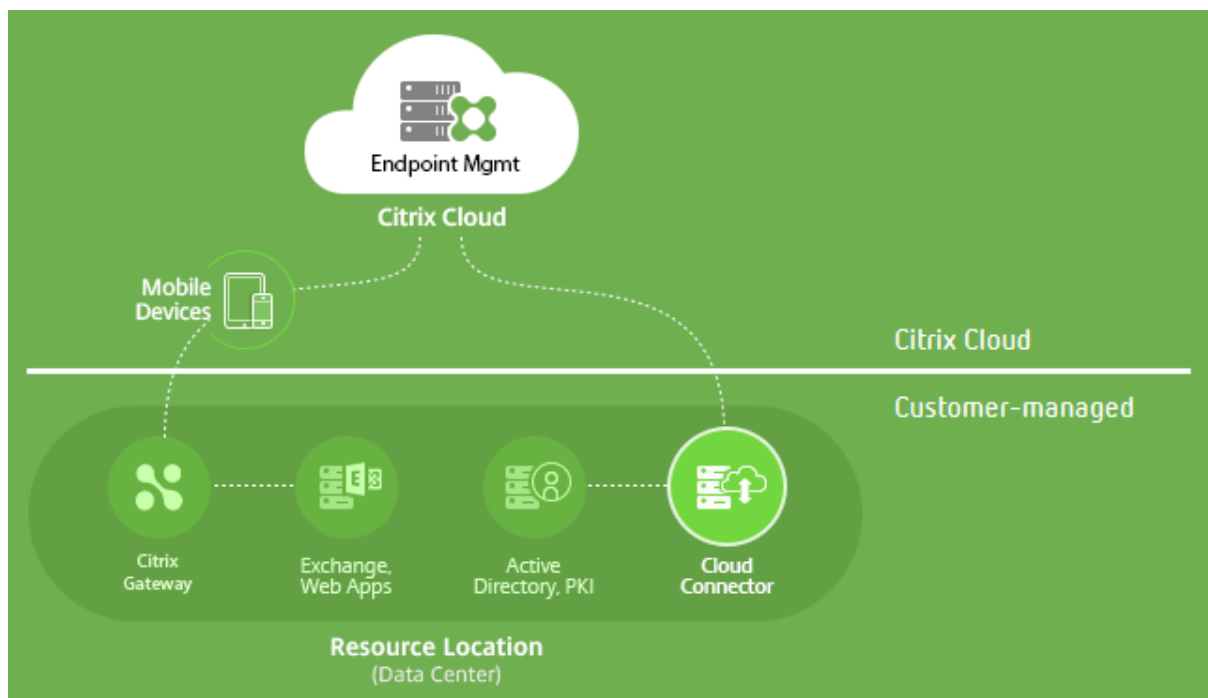 Endpoint Mgmt
Citrix Cloud
Mobile
Devices
Citrix Cloud
Customer-managed
Citrix
Gateway
Exchange,
Web Apps
Active
Directory, PKI
Cloud
Connector
Resource Location
(Data Center)